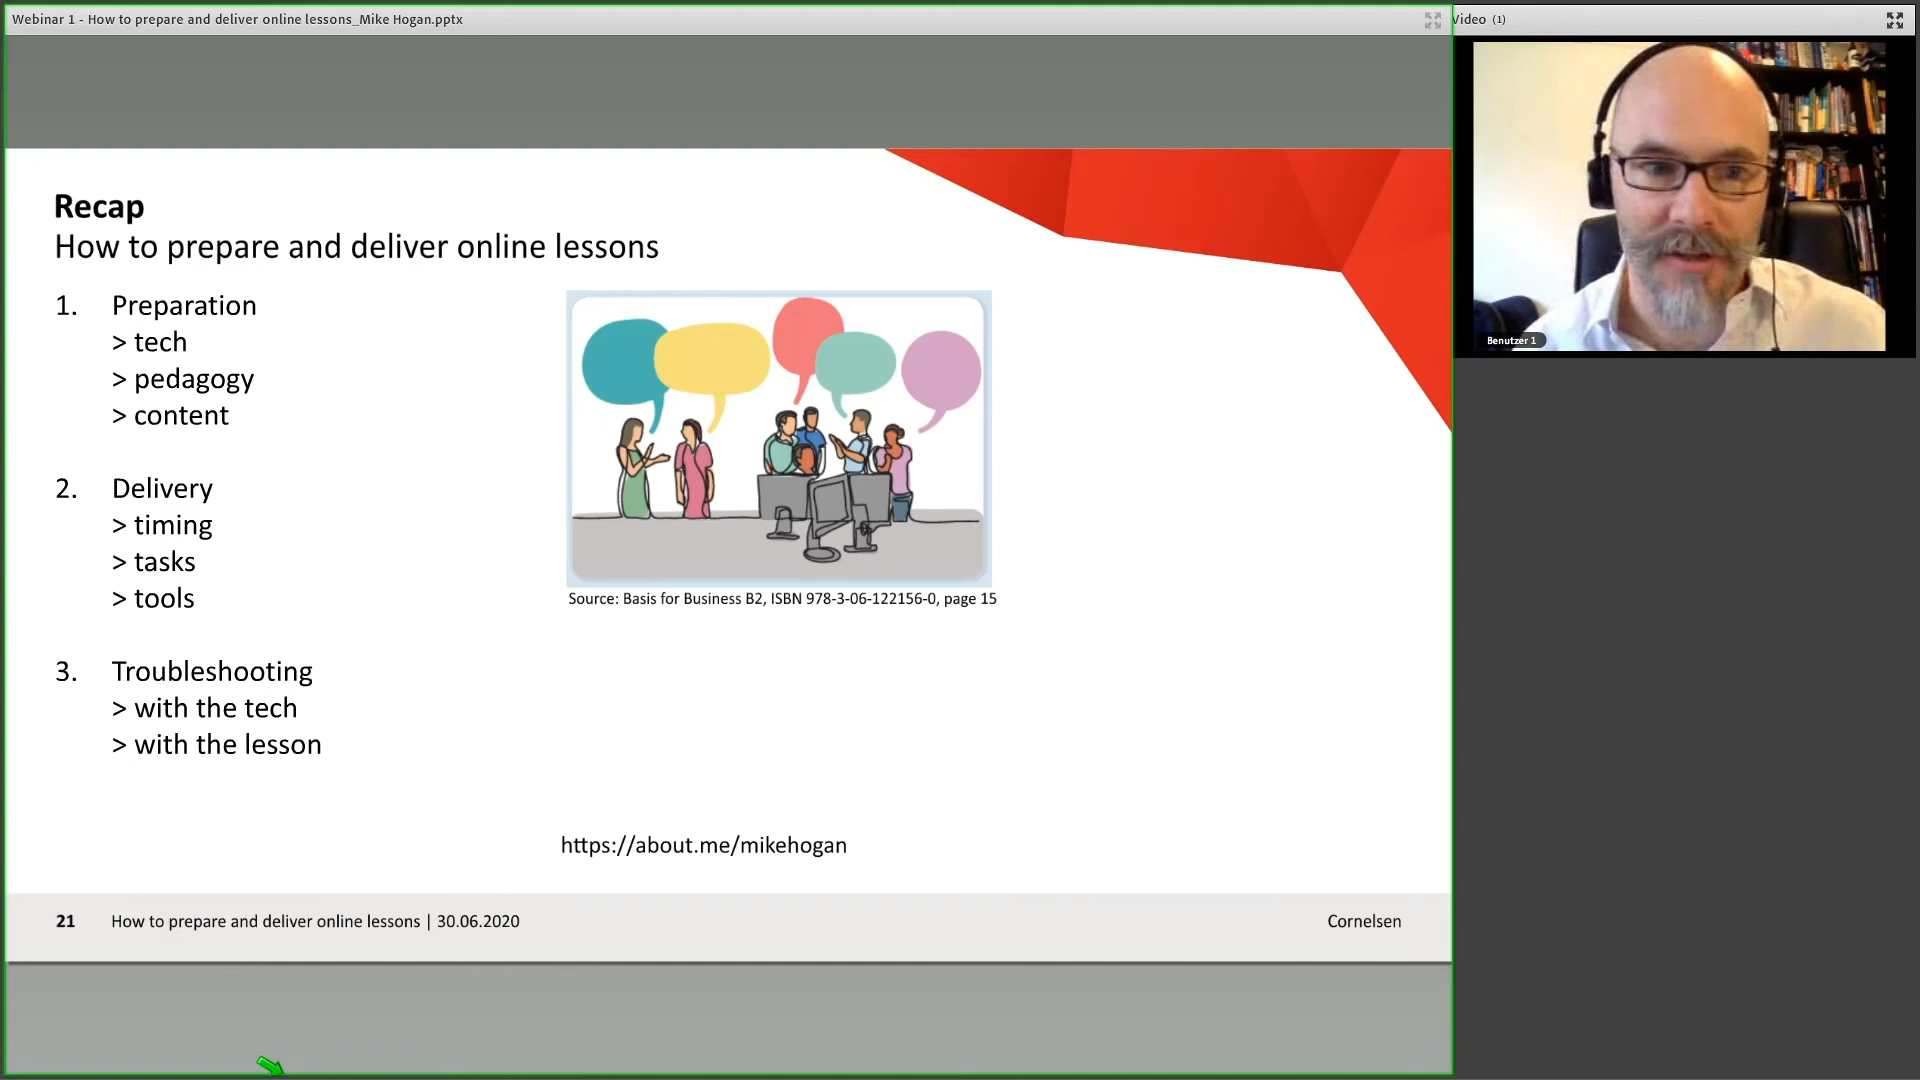 Webinar 1 - How to prepare and deliver online lessons_Mike Hogan.pptx
Video (1)
Recap
How to prepare and deliver online lessons
1. Preparation
> tech
> pedagogy
> content
2. Delivery
> timing
> tasks
> tools
3. Troubleshooting
> with the tech
> with the lesson
Source: Basis for Business B2, ISBN 978-3-06-122156-0, page 15
https://about.me/mikehogan
21 How to prepare and deliver online lessons | 30.06.2020
Cornelsen
Benutzer 1